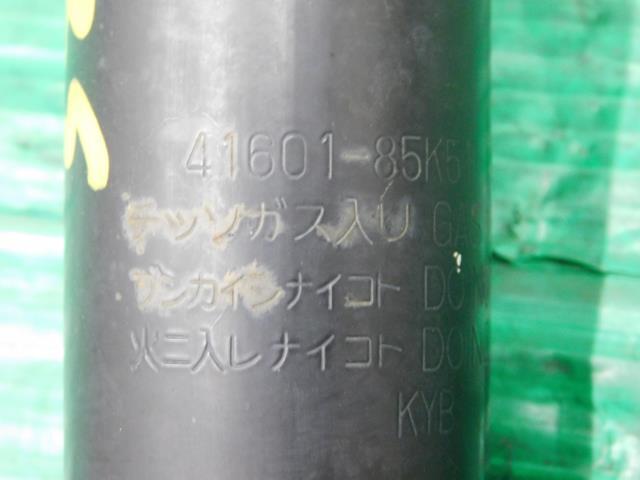 41601-85K5
チッソガス入リ GAS
ブンカイシナイコト DO
火ニ入レナイコト DO N
KYB